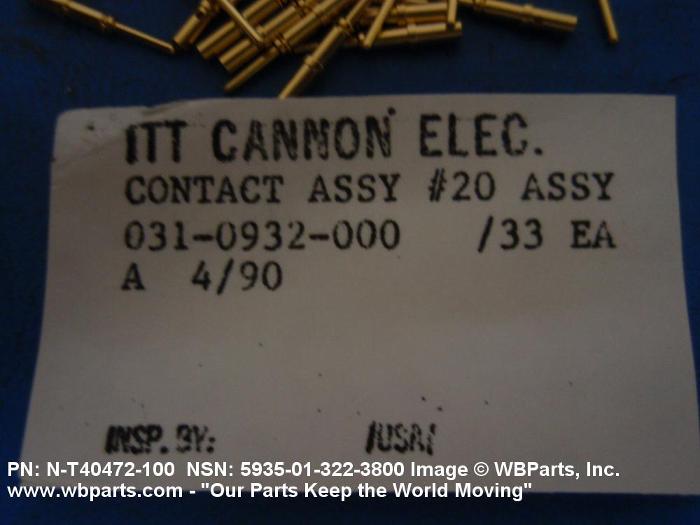 ITT CANNON ELEC.
CONTACT ASSY #20 ASSY
031-0932-000 /33 EA
A 4/90
INSP. BY: /USA/
PN: N-T40472-100 NSN: 5935-01-322-3800 Image © WBParts, Inc.
www.wbparts.com - "Our Parts Keep the World Moving"